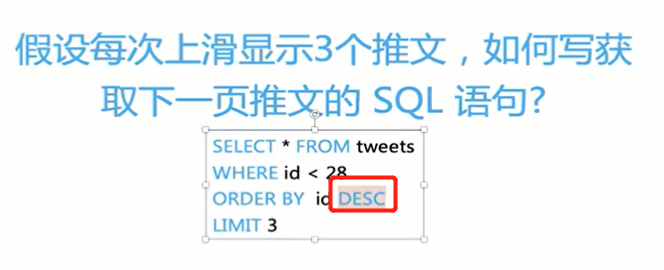 假设每次上滑显示3个推文，如何写获
取下一页推文的 SQL 语句?
SELECT * FROM tweets
WHERE id < 28
ORDER BY id DESC
LIMIT 3